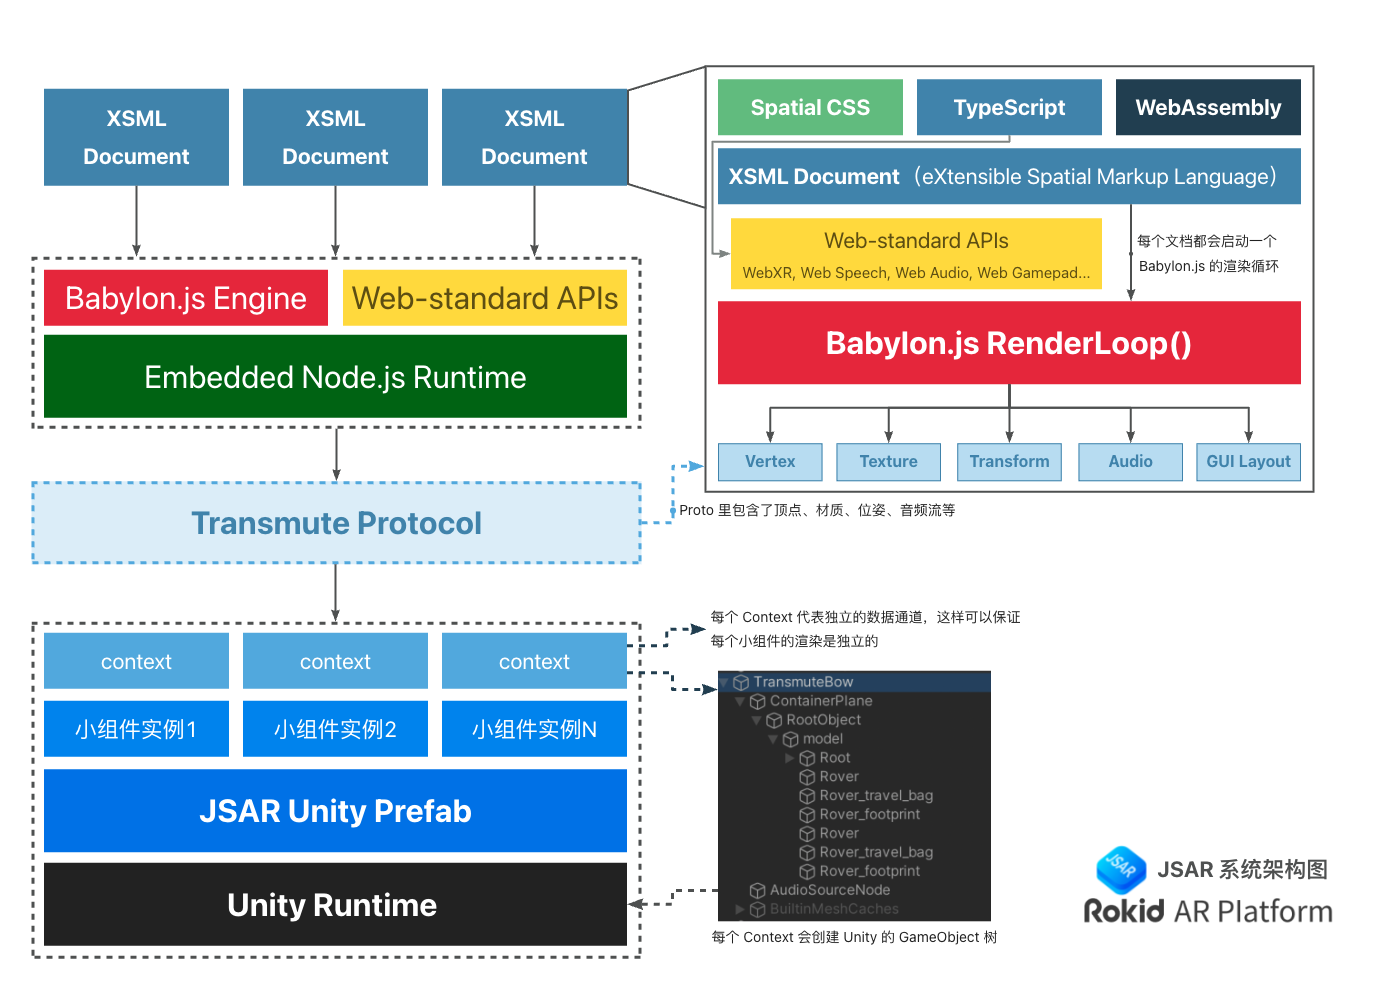 XSML
Document
XSML
Document
XSML
Document
Babylon.js Engine
Web-standard APIs
Embedded Node.js Runtime
Transmute Protocol
context
context
context
小组件实例1
小组件实例2
小组件实例N
JSAR Unity Prefab
Unity Runtime
Spatial CSS
TypeScript
WebAssembly
XSML Document（eXtensible Spatial Markup Language）
Web-standard APIs
WebXR, Web Speech, Web Audio, Web Gamepad...
每个文档都会启动一个
Babylon.js 的渲染循环
Babylon.js RenderLoop()
Vertex
Texture
Transform
Audio
GUI Layout
Proto 里包含了顶点、材质、位姿、音频流等
每个 Context 代表独立的数据通道，这样可以保证
每个小组件的渲染是独立的
TransmuteBow
ContainerPlane
RootObject
model
Root
Rover
Rover_travel_bag
Rover_footprint
Rover
Rover_travel_bag
Rover_footprint
AudioSourceNode
BuiltinMeshCaches
每个 Context 会创建 Unity 的 GameObject 树
JSAR
JSAR 系统架构图
Rokid AR Platform